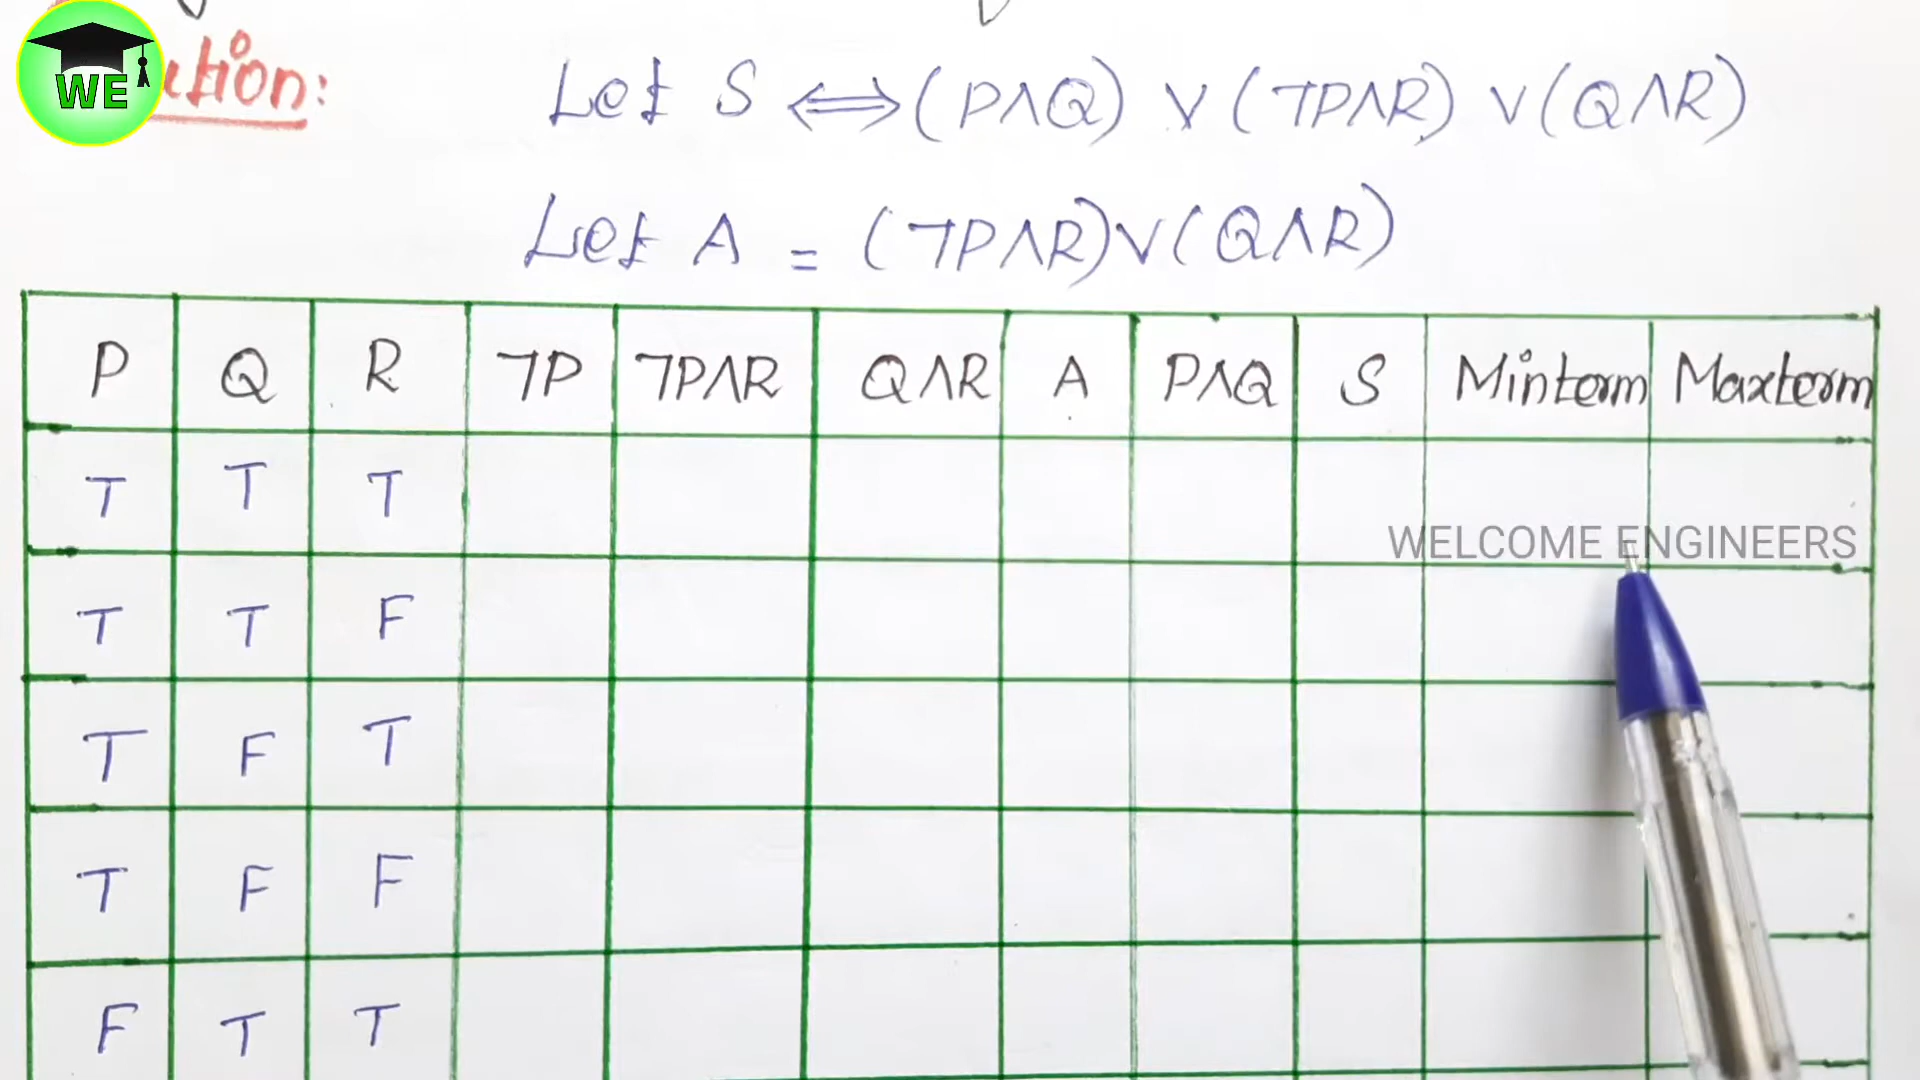 WE
ution:
Let S ⟺ (P∧Q) ∨ (¬P∧R) ∨ (Q∧R)
Let A = (¬P∧R) ∨ (Q∧R)
P Q R ¬P ¬P∧R Q∧R A P∧Q S Minterm Maxterm
T T T
WELCOME ENGINEERS
T T F
T F T
T F F
F T T